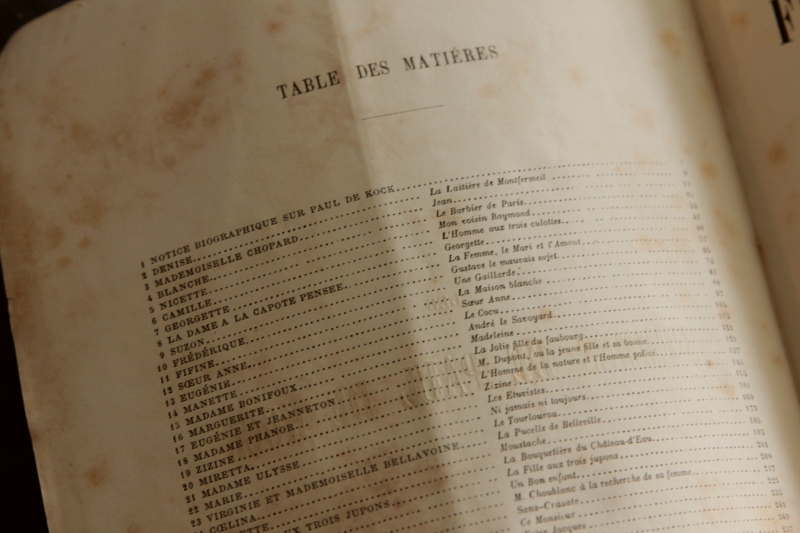 TABLE DES MATIÈRES
1 NOTICE BIOGRAPHIQUE SUR PAUL DE KOCK
2 DENISE La Laitière de Montfermeil
3 MADEMOISELLE CHOPARD Jean
4 BLANCHE Le Barbier de Paris
5 NICETTE Mon voisin Raymond
6 CAMILLE L'Homme aux trois culottes
7 GEORGETTE Georgette
8 LA DAME A LA CAPOTE PENSÉE La Femme, le Mari et l'Amant
9 SUZON Gustave le mauvais sujet
10 FRÉDÉRIQUE Une Gaillarde
11 FIFINE La Maison blanche
12 SŒUR ANNE Sœur Anne
13 EUGÉNIE Le Cocu
14 MANETTE André le Savoyard
15 MADAME BONIFOUX Madeleine
16 MARGUERITE La Jolie fille du faubourg
17 EUGÉNIE ET JEANNETON M. Dupont, ou la jeune fille et sa bonne
18 MADAME PHANOR L'Homme de la nature et l'Homme police
19 ZIZINE Zizine
20 MIRETTA Les Etuvistes
21 MADAME ULYSSE Ni jamais ni toujours
22 MARIE Le Tourlourou
23 VIRGINIE ET MADEMOISELLE BELLAVOINE La Pucelle de Belleville
CŒLINA Moustache
La Bouquetière du Château-d'Eau
TROIS JUPONS La Fille aux trois jupons
Un Bon enfant
M. Choublanc à la recherche de sa femme
Sans-Cravate
Ce Monsieur
Frère Jacques